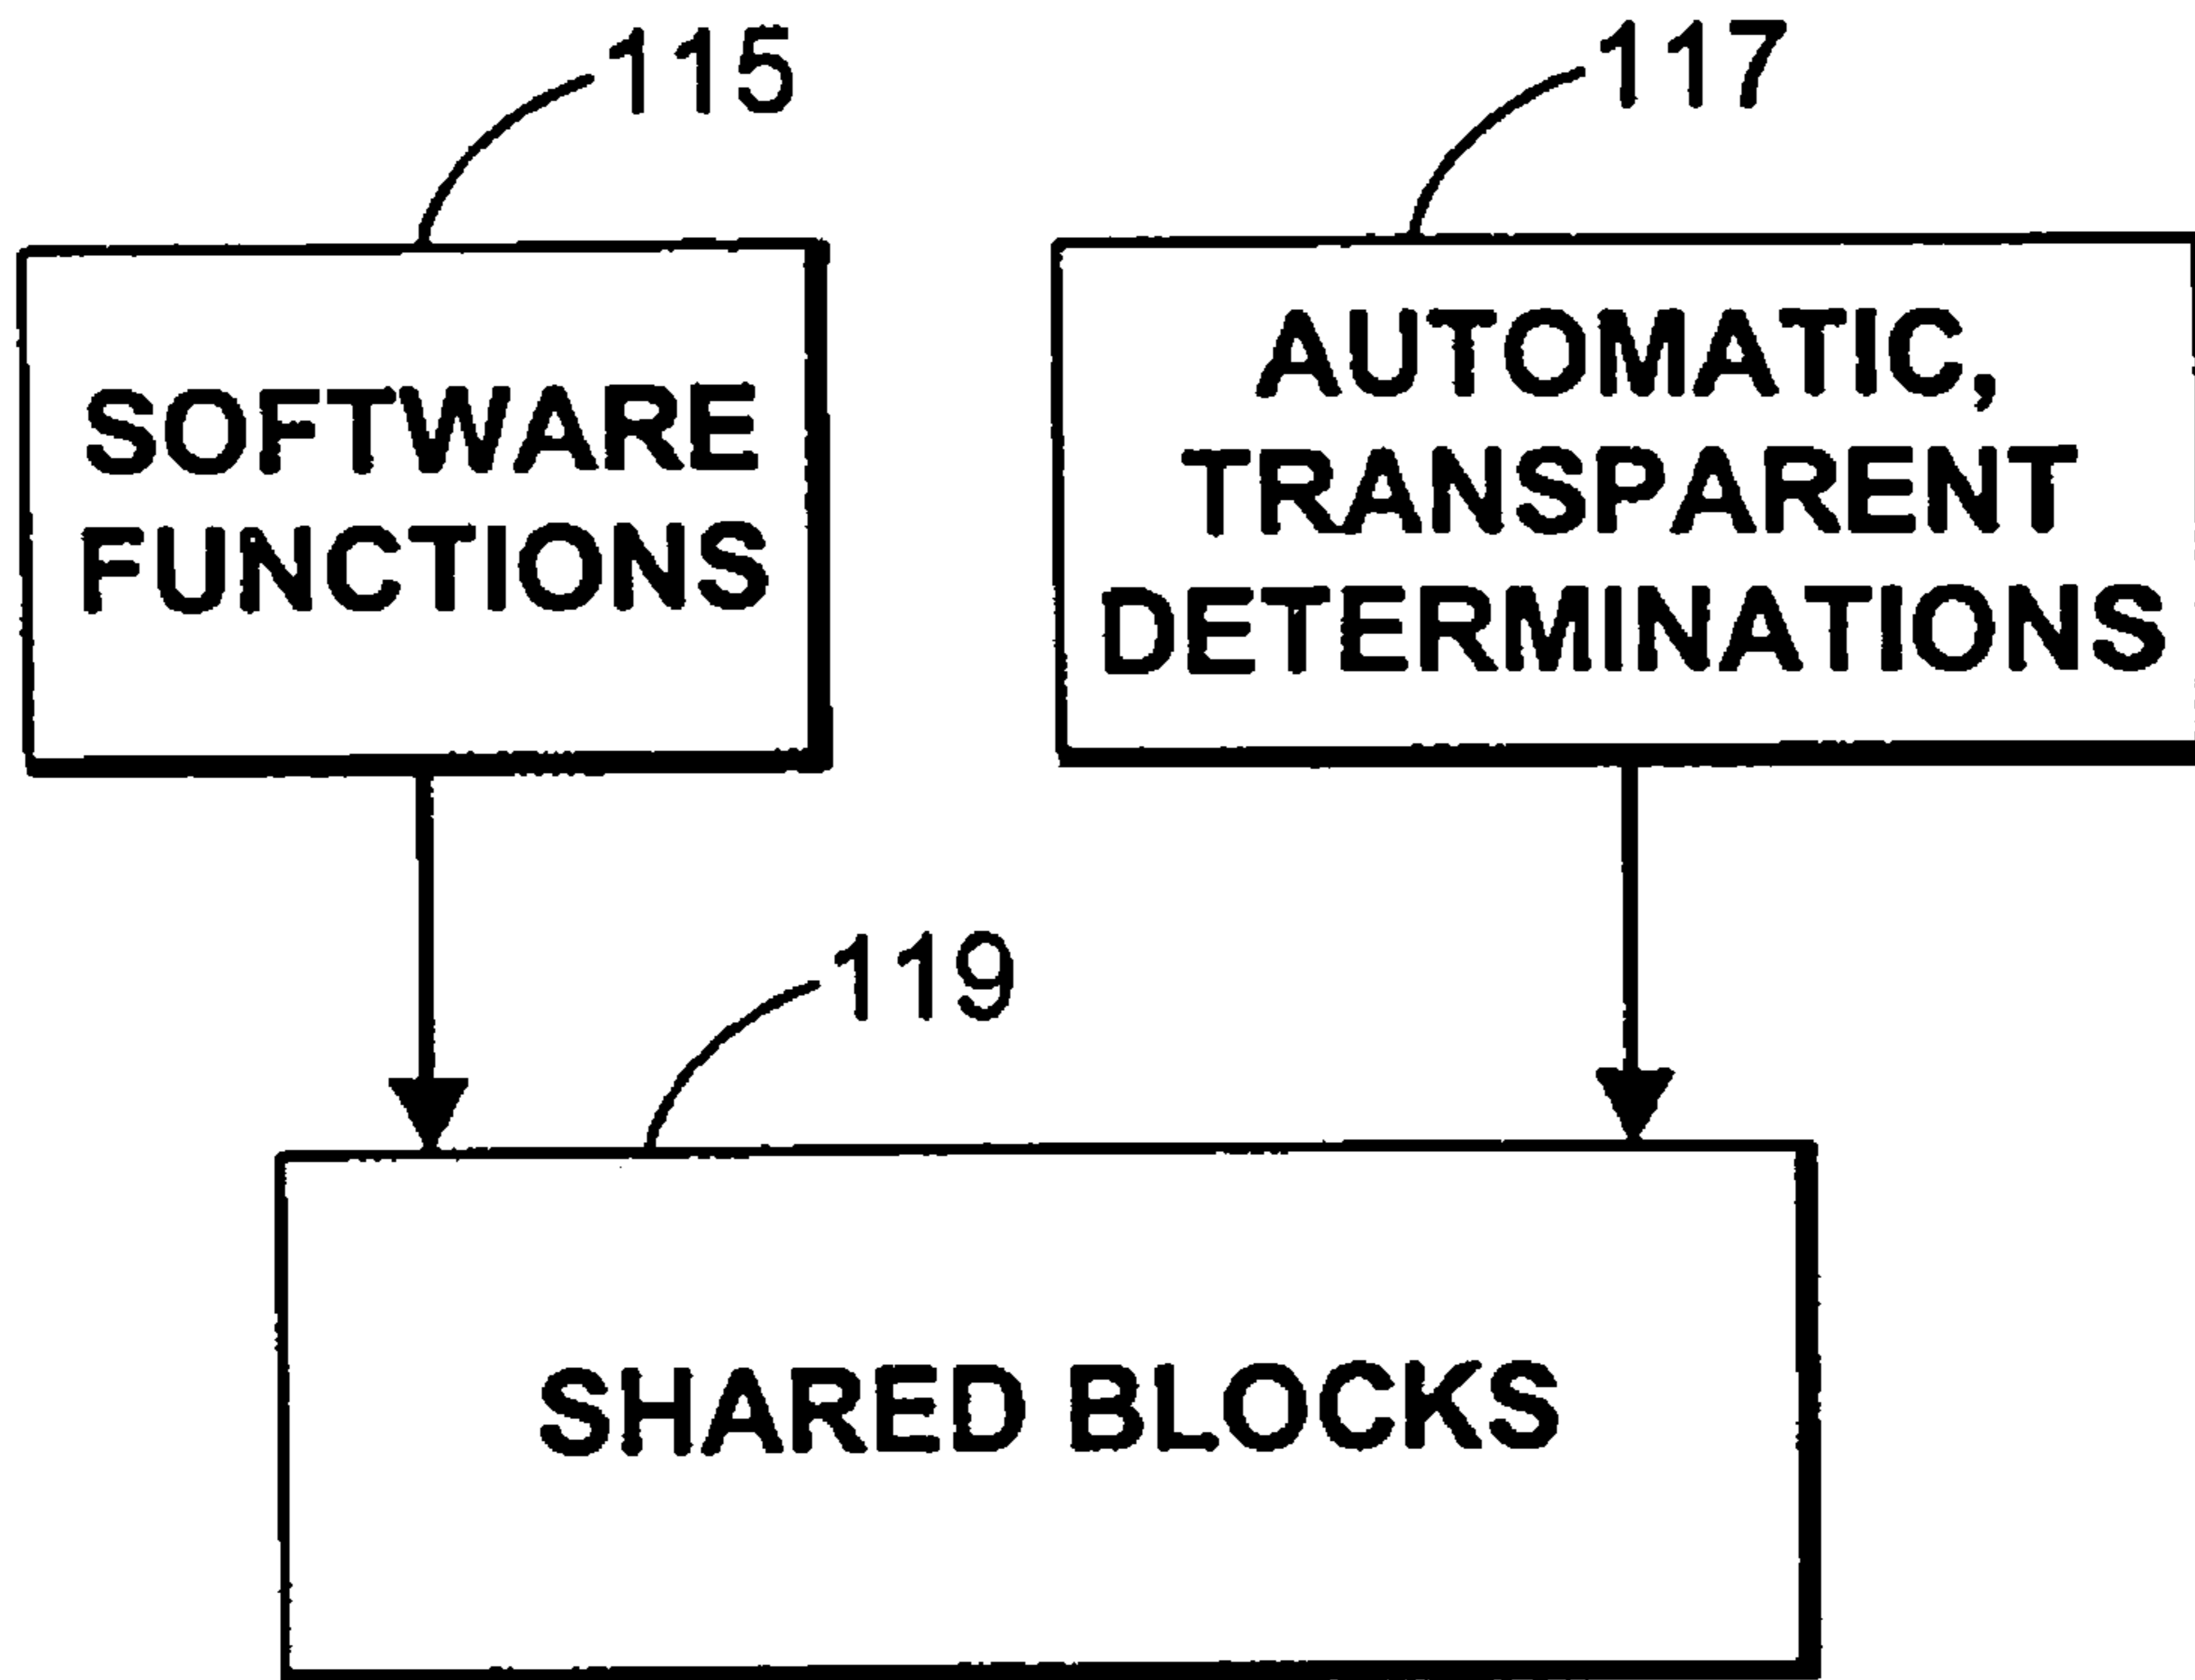 115
117
SOFTWARE
FUNCTIONS
AUTOMATIC,
TRANSPARENT
DETERMINATIONS
119
SHARED BLOCKS